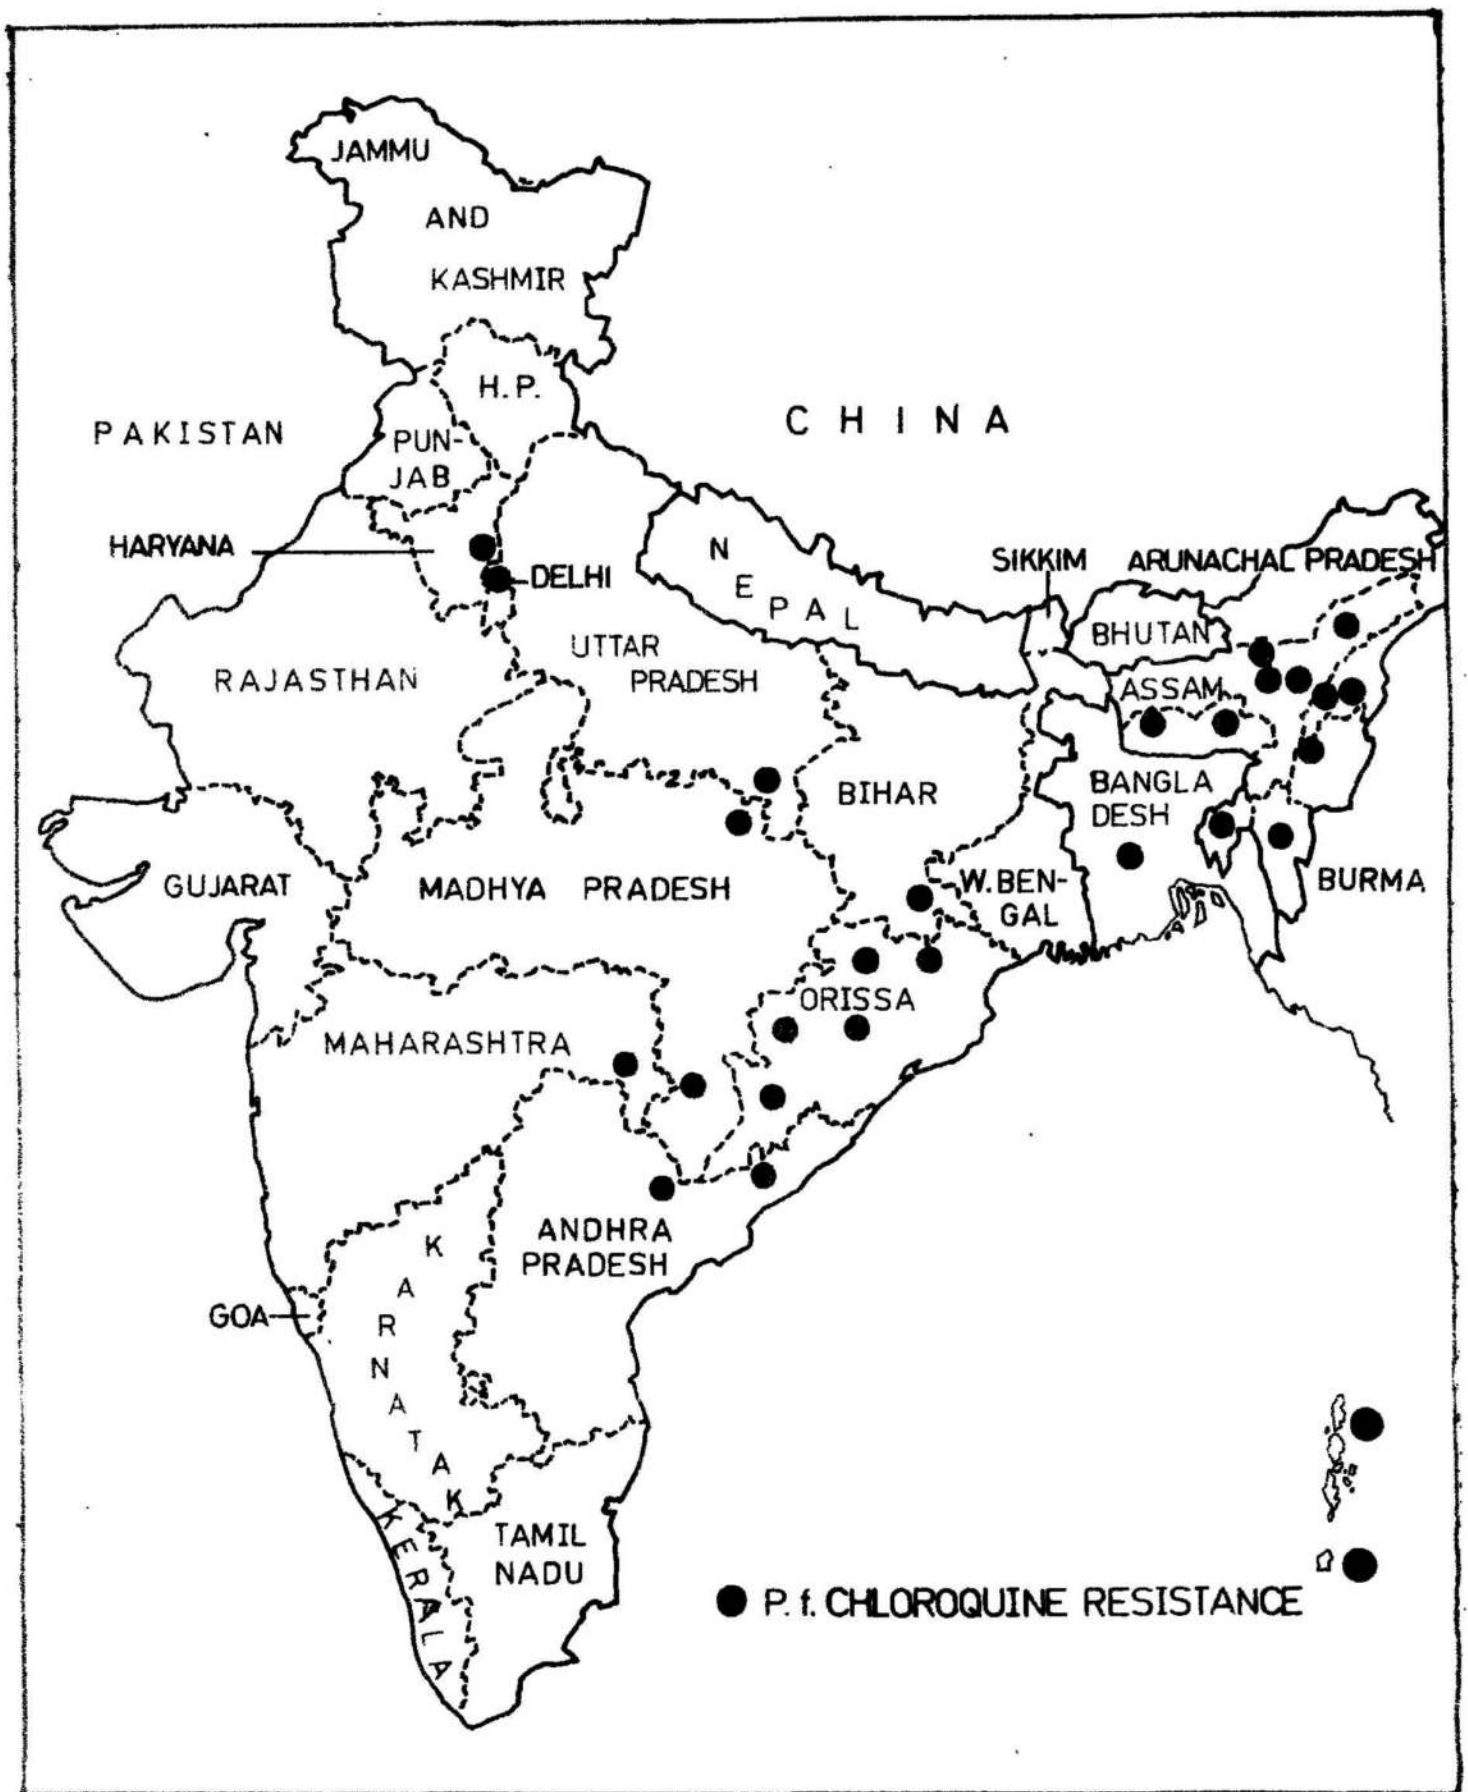 JAMMU
AND
KASHMIR
H.P.
PAKISTAN
CHINA
PUN-
JAB
HARYANA
DELHI
NEPAL
SIKKIM
ARUNACHAL PRADESH
BHUTAN
UTTAR
PRADESH
RAJASTHAN
ASSAM
BANGLA
DESH
BIHAR
GUJARAT
MADHYA PRADESH
W.BEN-
GAL
BURMA
ORISSA
MAHARASHTRA
ANDHRA
PRADESH
KARNATAK
GOA
KERALA
TAMIL
NADU
P. f. CHLOROQUINE RESISTANCE